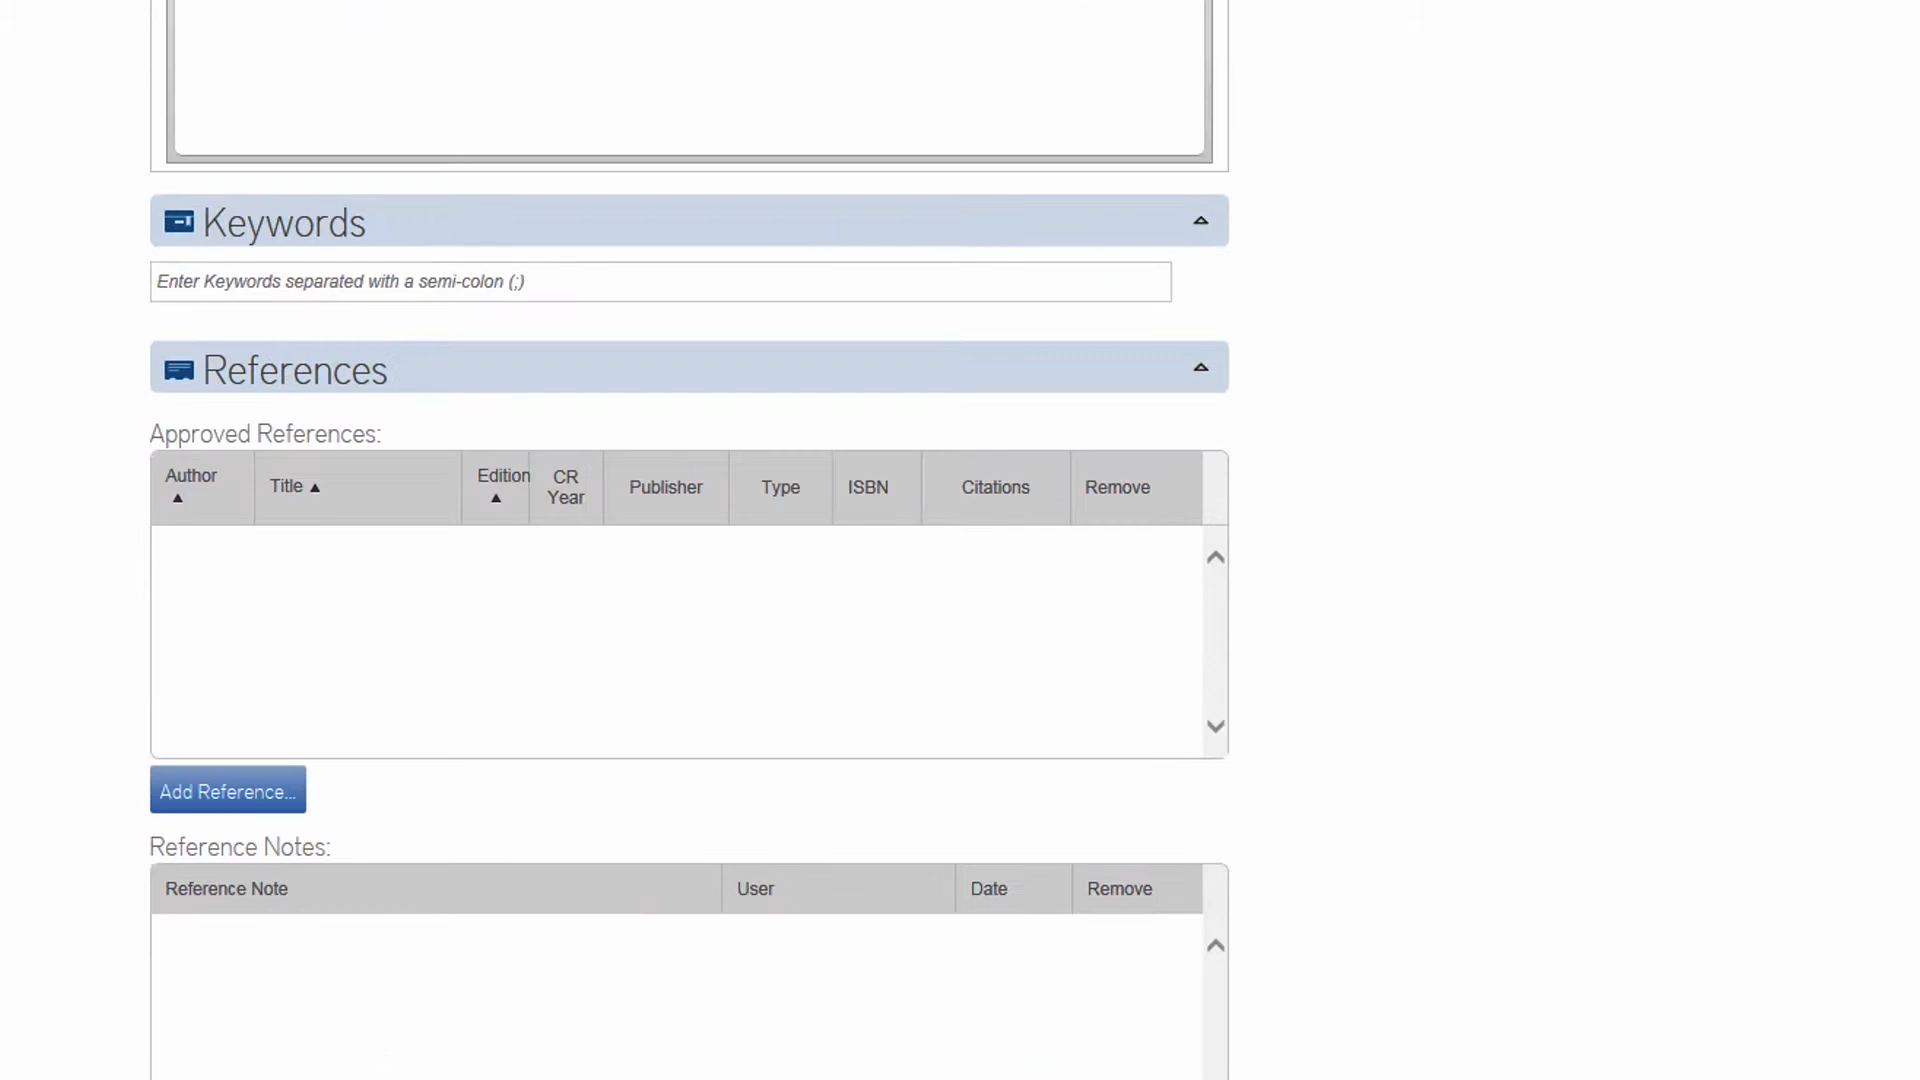 Keywords
Enter Keywords separated with a semi-colon (;)
References
Approved References:
Author Title Edition CR Year Publisher Type ISBN Citations Remove
Add Reference...
Reference Notes:
Reference Note User Date Remove